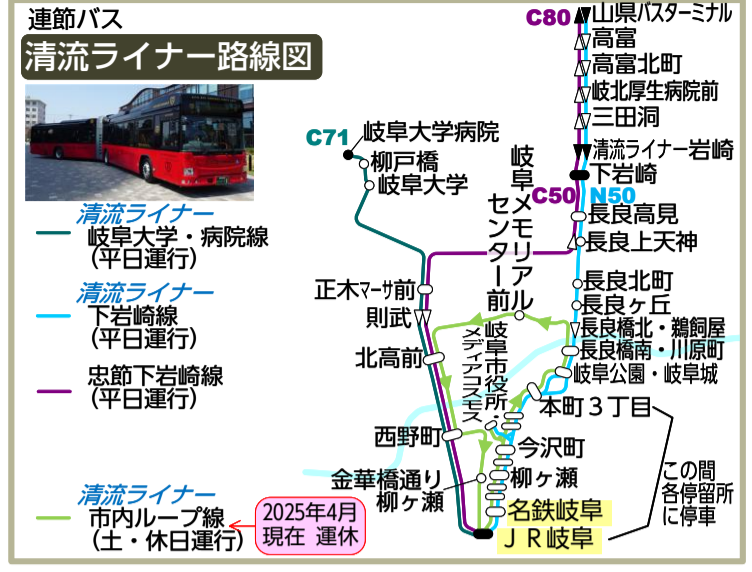 連節バス
清流ライナー路線図
清流ライナー
岐阜大学・病院線
(平日運行)
清流ライナー
下岩崎線
(平日運行)
忠節下岩崎線
(平日運行)
清流ライナー
市内ループ線
(土・休日運行)
2025年4月
現在 運休
C80
山県バスターミナル
高富
高富北町
岐北厚生病院前
三田洞
清流ライナー岩崎
下岩崎
C50
N50
長良高見
長良上天神
長良北町
長良ヶ丘
長良橋北・鵜飼屋
長良橋南・川原町
岐阜公園・岐阜城
本町3丁目
今沢町
柳ヶ瀬
名鉄岐阜
JR岐阜
この間
各停留所
に停車
C71
岐阜大学病院
柳戸橋
岐阜大学
岐阜メモリアル
センター前
正木マーサ前
則武
北高前
岐阜市役所・
メディアコスモス
西野町
金華橋通り
柳ヶ瀬